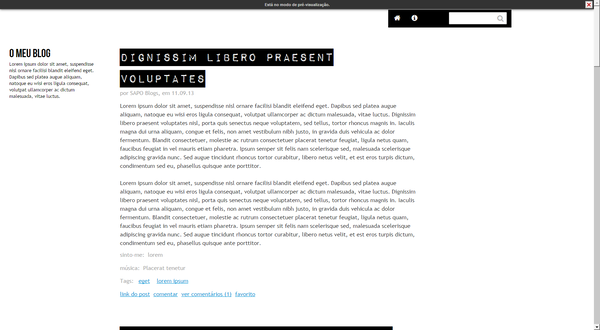 Está no modo de pré-visualização.
O MEU BLOG
Lorem ipsum dolor sit amet, suspendisse
nisl ornare facilisi blandit eleifend eget.
Dapibus sed platea augue aliquam,
natoque eu wisi eros ligula consequat,
volutpat ullamcorper ac dictum
malesuada, vitae luctus.
DIGNISSIM LIBERO PRAESENT
VOLUPTATES
por SAPO Blogs, em 11.09.13
Lorem ipsum dolor sit amet, suspendisse nisl ornare facilisi blandit eleifend eget. Dapibus sed platea augue
aliquam, natoque eu wisi eros ligula consequat, volutpat ullamcorper ac dictum malesuada, vitae luctus. Dignissim
libero praesent voluptates nisl, porta quis senectus neque voluptatem, sed tellus, tortor rhoncus magnis in. Iaculis
magna dui urna aliquam, congue et felis, non amet vestibulum nibh justo, in gravida duis vehicula ac dolor
fermentum. Blandit consectetuer, molestie ac rutrum consectetuer placerat tenetur feugiat, ligula netus quam,
faucibus feugiat in vel mauris etiam pharetra. Ipsum semper sit felis nam scelerisque sed, malesuada scelerisque
adipiscing gravida nunc. Sed augue tincidunt rhoncus tortor curabitur, libero netus velit, et est eros turpis dictum,
condimentum sed eu, phasellus quisque ante porttitor.
Lorem ipsum dolor sit amet, suspendisse nisl ornare facilisi blandit eleifend eget. Dapibus sed platea augue
aliquam, natoque eu wisi eros ligula consequat, volutpat ullamcorper ac dictum malesuada, vitae luctus. Dignissim
libero praesent voluptates nisl, porta quis senectus neque voluptatem, sed tellus, tortor rhoncus magnis in. Iaculis
magna dui urna aliquam, congue et felis, non amet vestibulum nibh justo, in gravida duis vehicula ac dolor
fermentum. Blandit consectetuer, molestie ac rutrum consectetuer placerat tenetur feugiat, ligula netus quam,
faucibus feugiat in vel mauris etiam pharetra. Ipsum semper sit felis nam scelerisque sed, malesuada scelerisque
adipiscing gravida nunc. Sed augue tincidunt rhoncus tortor curabitur, libero netus velit, et est eros turpis dictum,
condimentum sed eu, phasellus quisque ante porttitor.
sinto-me: lorem
música: Placerat tenetur
Tags: eget lorem ipsum
link do post comentar ver comentários (1) favorito